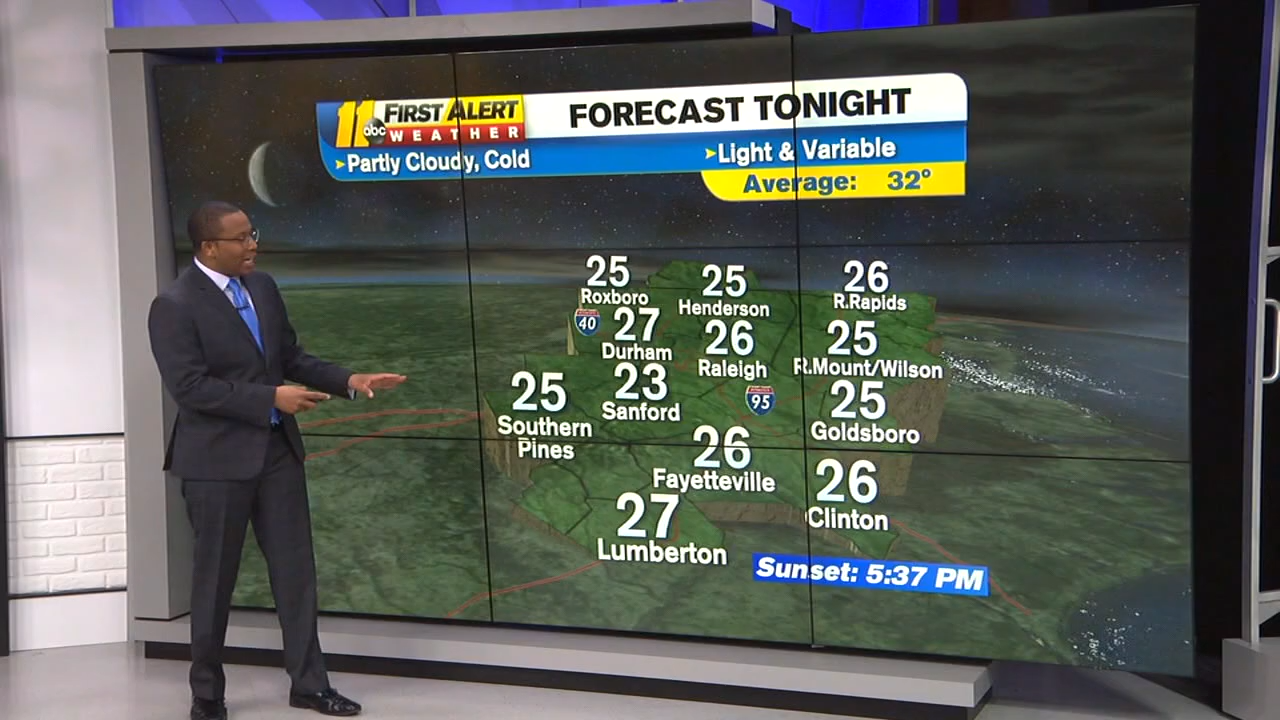 11 abc FIRST ALERT
WEATHER
FORECAST TONIGHT
➤Partly Cloudy, Cold
➤Light & Variable
Average: 32°
25
Roxboro
25
Henderson
26
R.Rapids
40
27
Durham
26
Raleigh
25
R.Mount/Wilson
25
Southern
Pines
23
Sanford
95
25
Goldsboro
26
Fayetteville
26
Clinton
27
Lumberton
Sunset: 5:37 PM